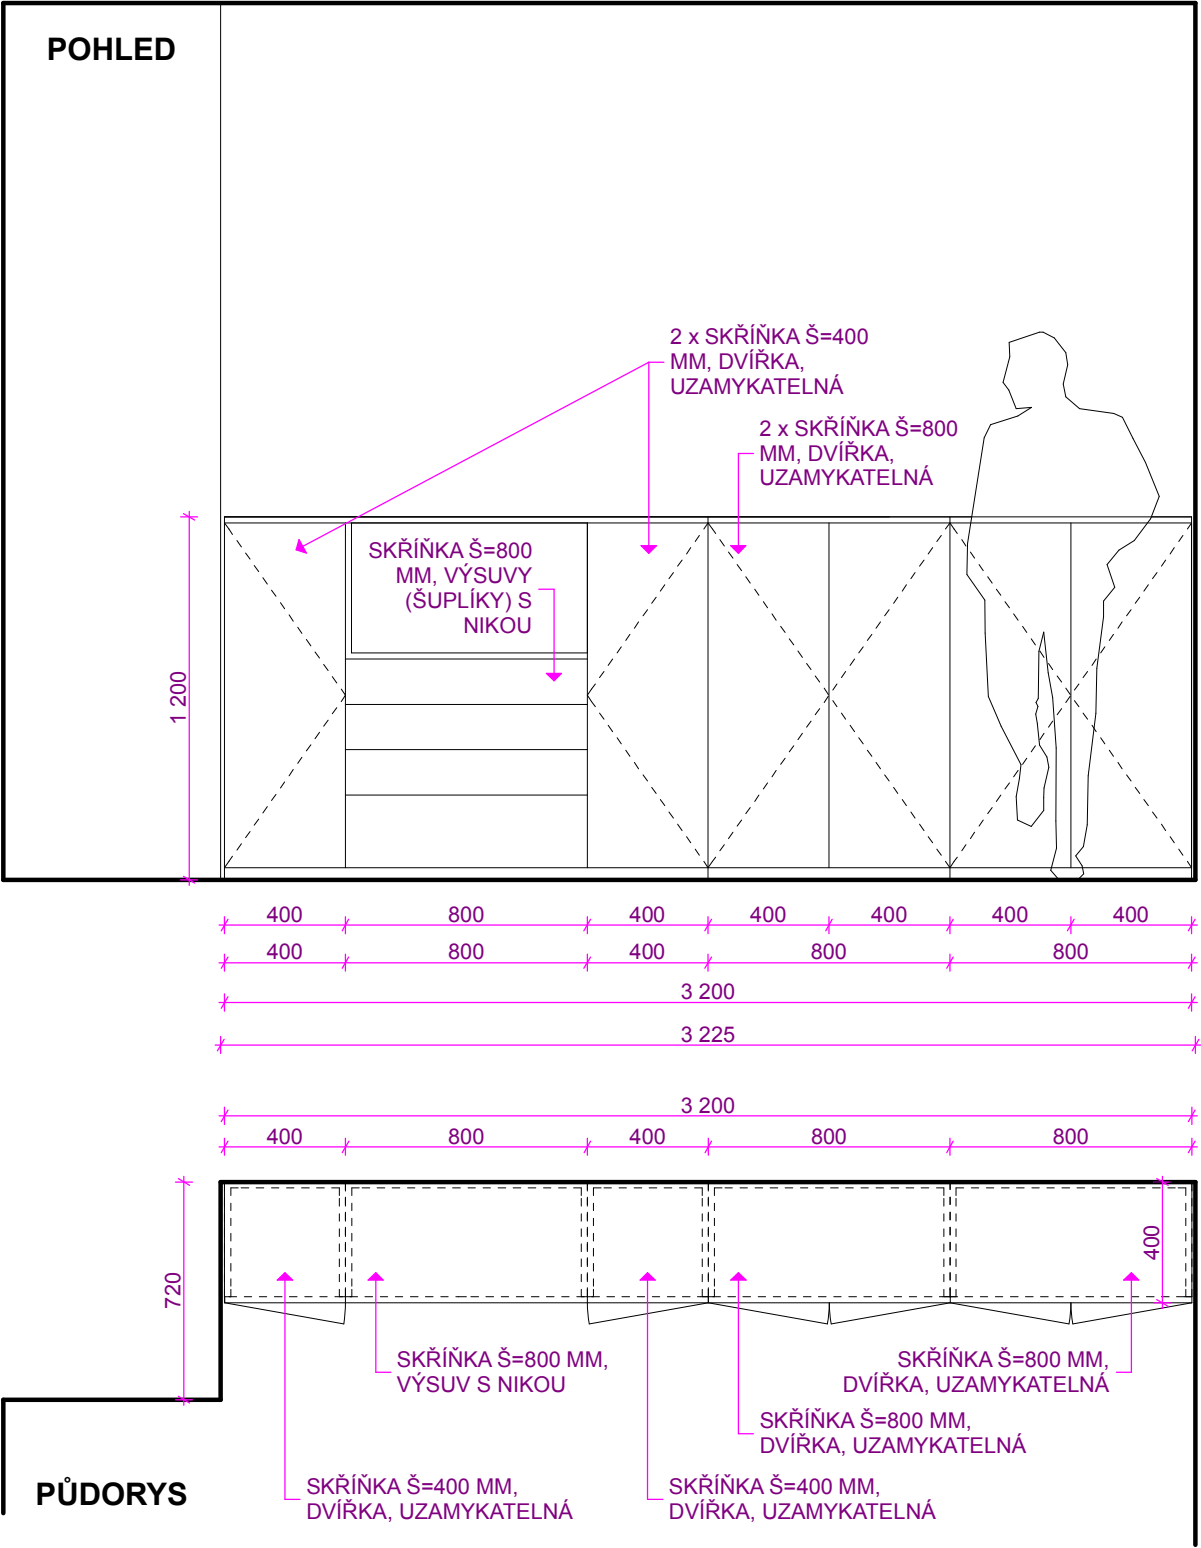 POHLED
2 x SKŘÍŇKA Š=400
MM, DVÍŘKA,
UZAMYKATELNÁ
2 x SKŘÍŇKA Š=800
MM, DVÍŘKA,
UZAMYKATELNÁ
SKŘÍŇKA Š=800
MM, VÝSUVY
(ŠUPLÍKY) S
NIKOU
1 200
400 800 400 400 400 400 400
400 800 400 800 800
3 200
3 225
3 200
400 800 400 800 800
720
400
SKŘÍŇKA Š=800 MM,
VÝSUV S NIKOU
SKŘÍŇKA Š=800 MM,
DVÍŘKA, UZAMYKATELNÁ
SKŘÍŇKA Š=800 MM,
DVÍŘKA, UZAMYKATELNÁ
PŮDORYS
SKŘÍŇKA Š=400 MM,
DVÍŘKA, UZAMYKATELNÁ
SKŘÍŇKA Š=400 MM,
DVÍŘKA, UZAMYKATELNÁ